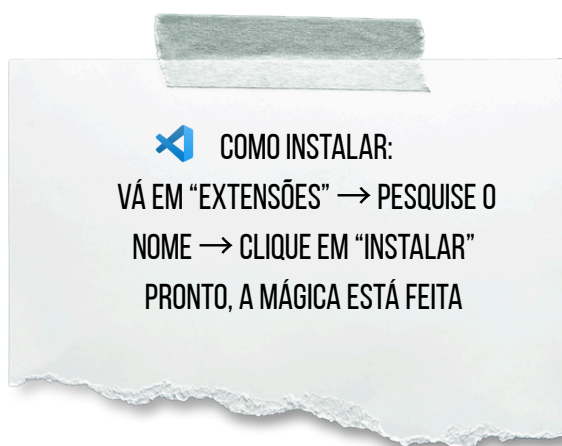 COMO INSTALAR:
VÁ EM “EXTENSÕES” → PESQUISE O
NOME → CLIQUE EM “INSTALAR”
PRONTO, A MÁGICA ESTÁ FEITA